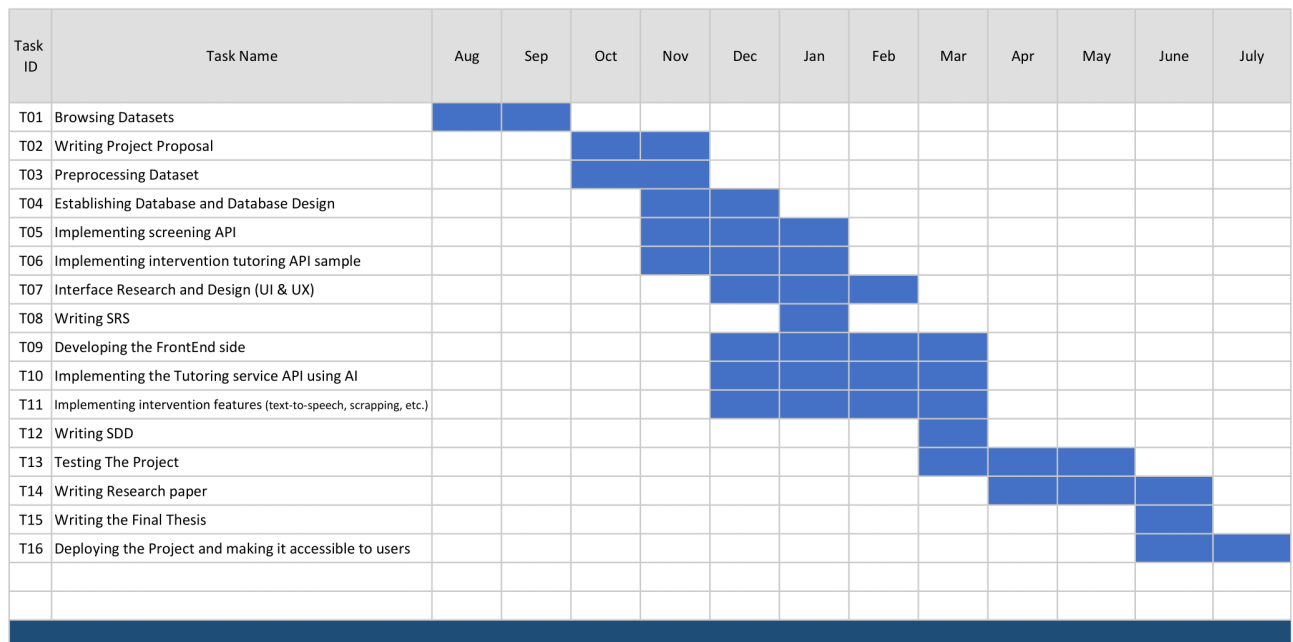 Task ID Task Name Aug Sep Oct Nov Dec Jan Feb Mar Apr May June July
T01 Browsing Datasets
T02 Writing Project Proposal
T03 Preprocessing Dataset
T04 Establishing Database and Database Design
T05 Implementing screening API
T06 Implementing intervention tutoring API sample
T07 Interface Research and Design (UI & UX)
T08 Writing SRS
T09 Developing the FrontEnd side
T10 Implementing the Tutoring service API using AI
T11 Implementing intervention features (text-to-speech, scrapping, etc.)
T12 Writing SDD
T13 Testing The Project
T14 Writing Research paper
T15 Writing the Final Thesis
T16 Deploying the Project and making it accessible to users